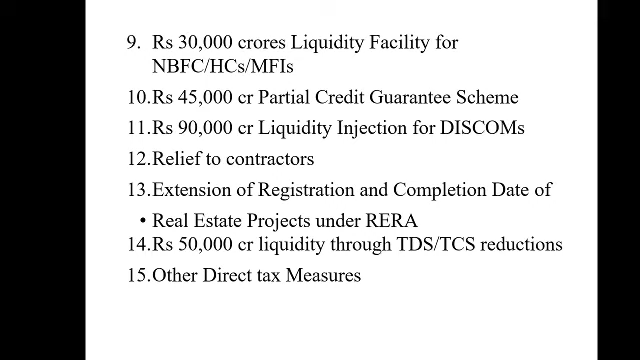 9. Rs 30,000 crores Liquidity Facility for
NBFC/HCs/MFIs
10.Rs 45,000 cr Partial Credit Guarantee Scheme
11.Rs 90,000 cr Liquidity Injection for DISCOMs
12.Relief to contractors
13.Extension of Registration and Completion Date of
• Real Estate Projects under RERA
14.Rs 50,000 cr liquidity through TDS/TCS reductions
15.Other Direct tax Measures